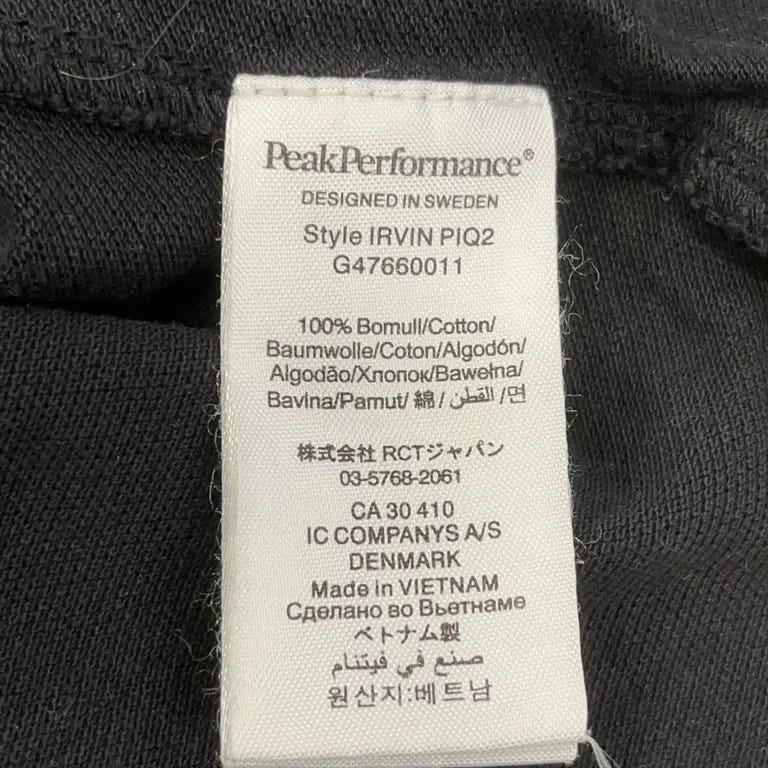 PeakPerformance®
DESIGNED IN SWEDEN
Style IRVIN PIQ2
G47660011
100% Bomull/Cotton/
Baumwolle/Coton/Algodón/
Algodão/Хлопок/Bawełna/
Bavlna/Pamut/ 綿 / القطن /면
株式会社 RCTジャパン
03-5768-2061
CA 30 410
IC COMPANYS A/S
DENMARK
Made in VIETNAM
Сделано во Вьетнаме
ベトナム製
صنع في فيتنام
원산지:베트남